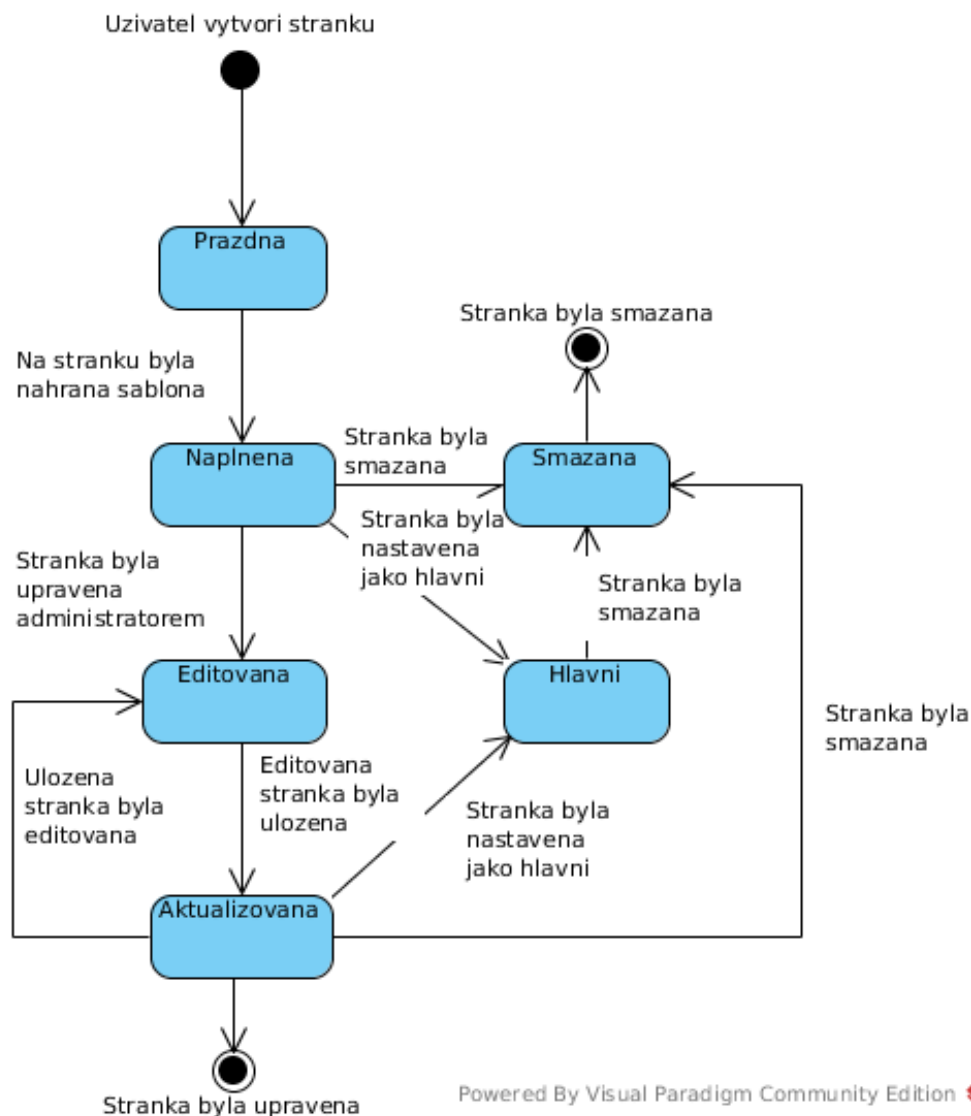 Uzivatel vytvori stranku
Prazdna
Stranka byla smazana
Na stranku byla
nahrana sablona
Naplnena
Stranka byla
smazana
Smazana
Stranka byla
nastavena
jako hlavni
Stranka byla
upravena
administratorem
Stranka byla
smazana
Editovana
Hlavni
Stranka byla
smazana
Ulozena
stranka byla
editovana
Editovana
stranka byla
ulozena
Stranka byla
nastavena
jako hlavni
Aktualizovana
Stranka byla upravena
Powered By Visual Paradigm Community Edition